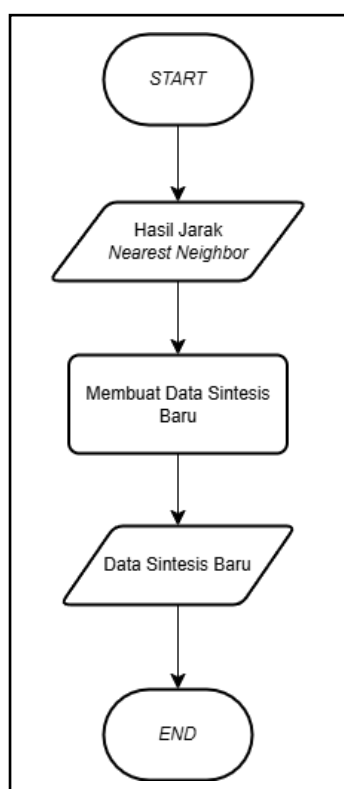 START
Hasil Jarak
Nearest Neighbor
Membuat Data Sintesis
Baru
Data Sintesis Baru
END